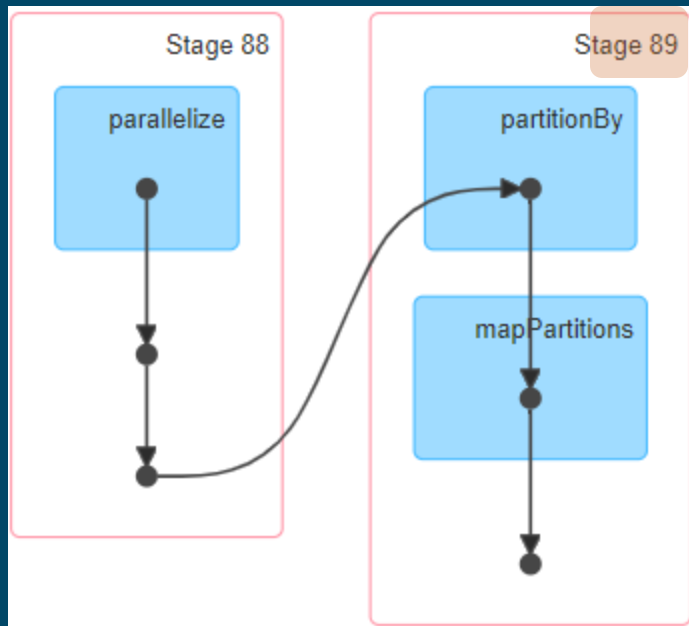 Stage 88
parallelize
Stage 89
partitionBy
mapPartitions